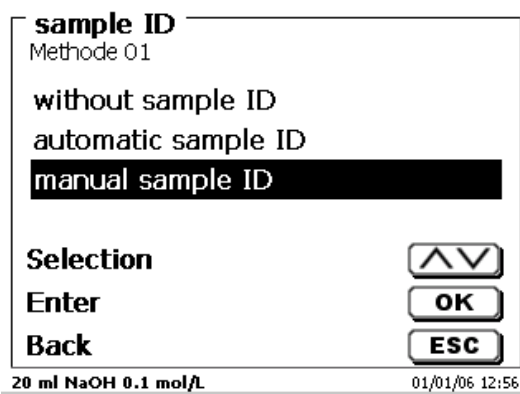 sample ID
Methode 01
without sample ID
automatic sample ID
manual sample ID
Selection
Enter OK
Back ESC
20 ml NaOH 0.1 mol/L 01/01/06 12:56